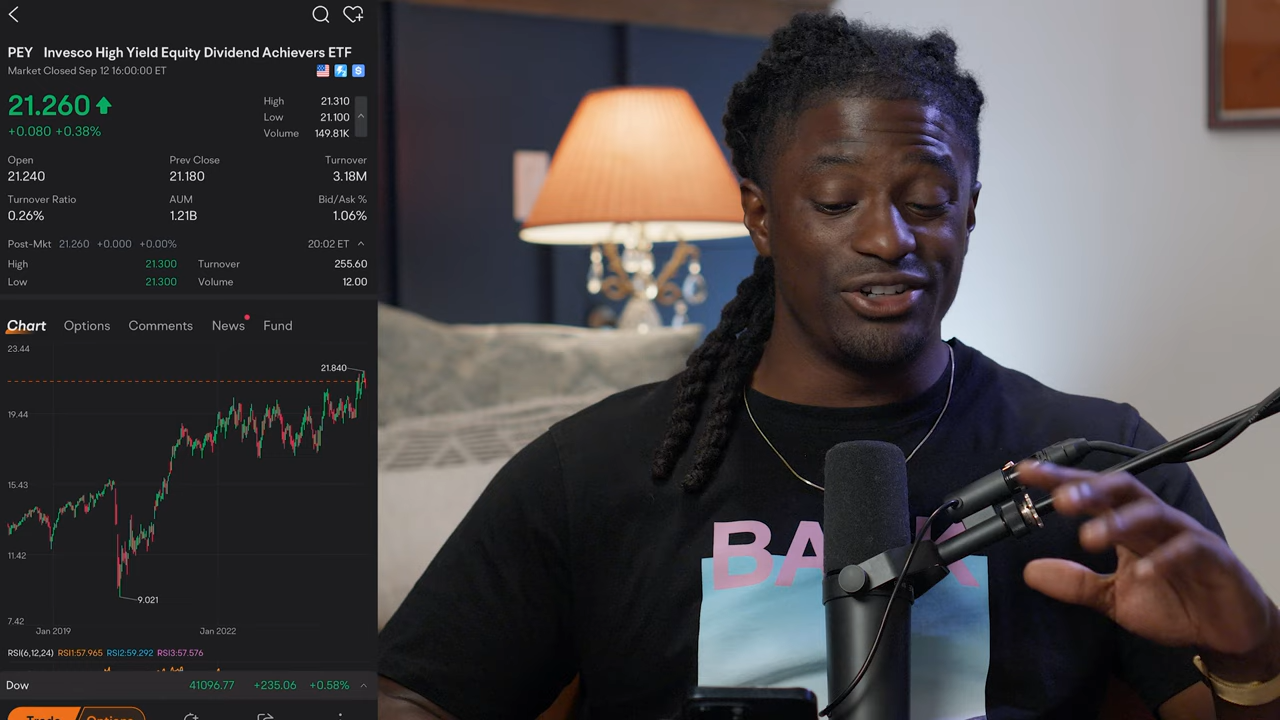 PEY Invesco High Yield Equity Dividend Achievers ETF
Market Closed Sep 12 16:00:00 ET
21.260
+0.080 +0.38%
High 21.310
Low 21.100
Volume 149.81K
Open Prev Close Turnover
21.240 21.180 3.18M
Turnover Ratio AUM Bid/Ask %
0.26% 1.21B 1.06%
Post-Mkt 21.260 +0.000 +0.00% 20:02 ET
High 21.300 Turnover 255.60
Low 21.300 Volume 12.00
Chart Options Comments News Fund
23.44
21.840
19.44
15.43
11.42
9.021
7.42
Jan 2019 Jan 2022
RSI(6,12,24) RSI1:57.965 RSI2:59.292 RSI3:57.576
Dow 41096.77 +235.06 +0.58%
Trade Options